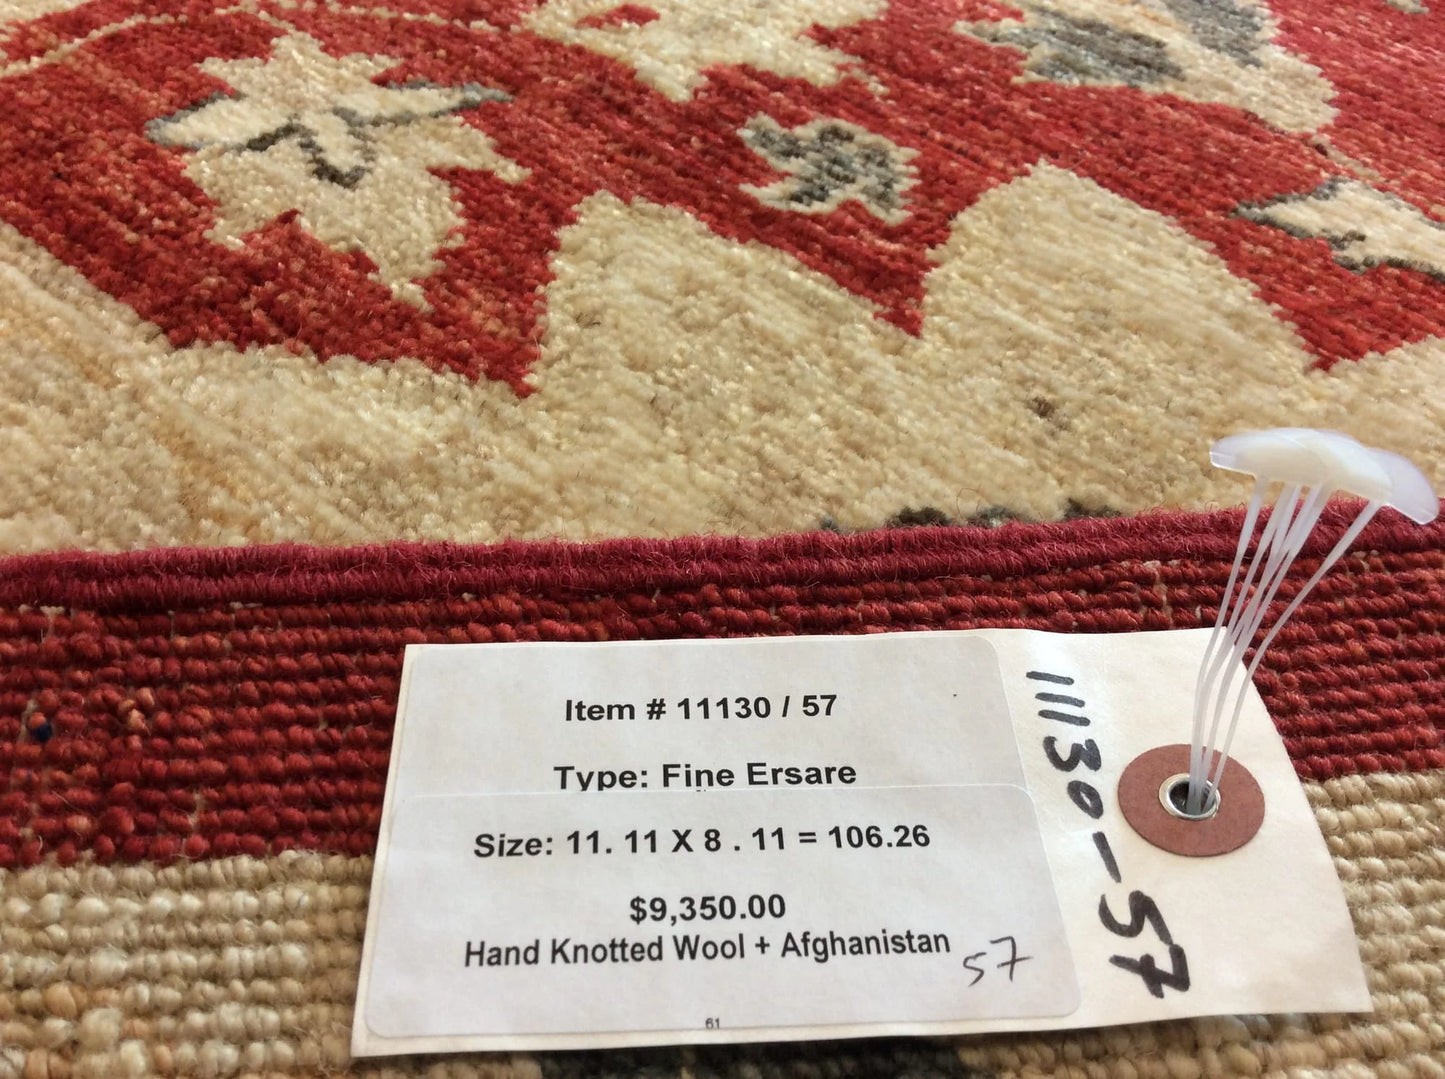 Item # 11130 / 57
Type: Fine Ersare
Size: 11. 11 X 8 . 11 = 106.26
$9,350.00
Hand Knotted Wool + Afghanistan
57
61
11130-57